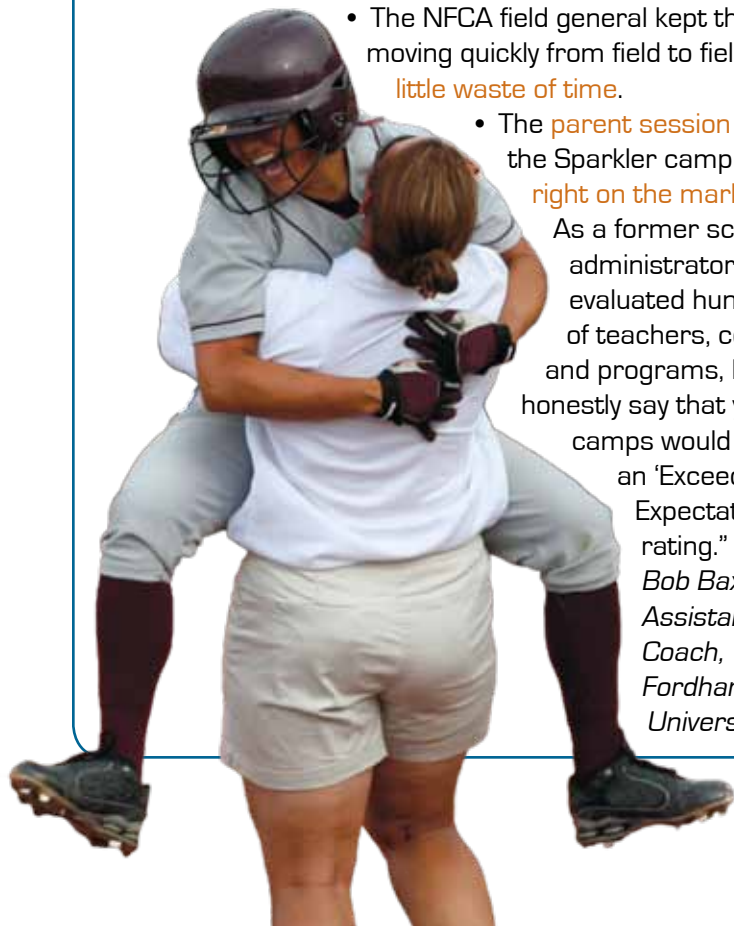 • The NFCA field general kept th
moving quickly from field to fiel
little waste of time.
• The parent session
the Sparkler camp
right on the mark
As a former sc
administrator
evaluated hun
of teachers, c
and programs, I
honestly say that y
camps would
an ‘Exceed
Expectat
rating.”
Bob Bax
Assistan
Coach,
Fordhar
Univers